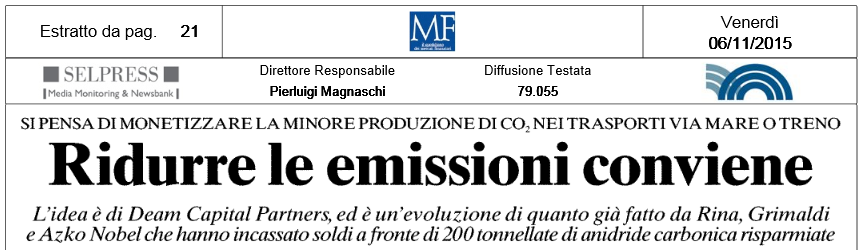 Estratto da pag. 21
MF
Venerdì
06/11/2015
SELPRESS
Media Monitoring & Newsbank
Direttore Responsabile
Pierluigi Magnaschi
Diffusione Testata
79.055
SI PENSA DI MONETIZZARE LA MINORE PRODUZIONE DI CO2 NEI TRASPORTI VIA MARE O TRENO
Ridurre le emissioni conviene
L'idea è di Deam Capital Partners, ed è un'evoluzione di quanto già fatto da Rina, Grimaldi
e Azko Nobel che hanno incassato soldi a fronte di 200 tonnellate di anidride carbonica risparmiate